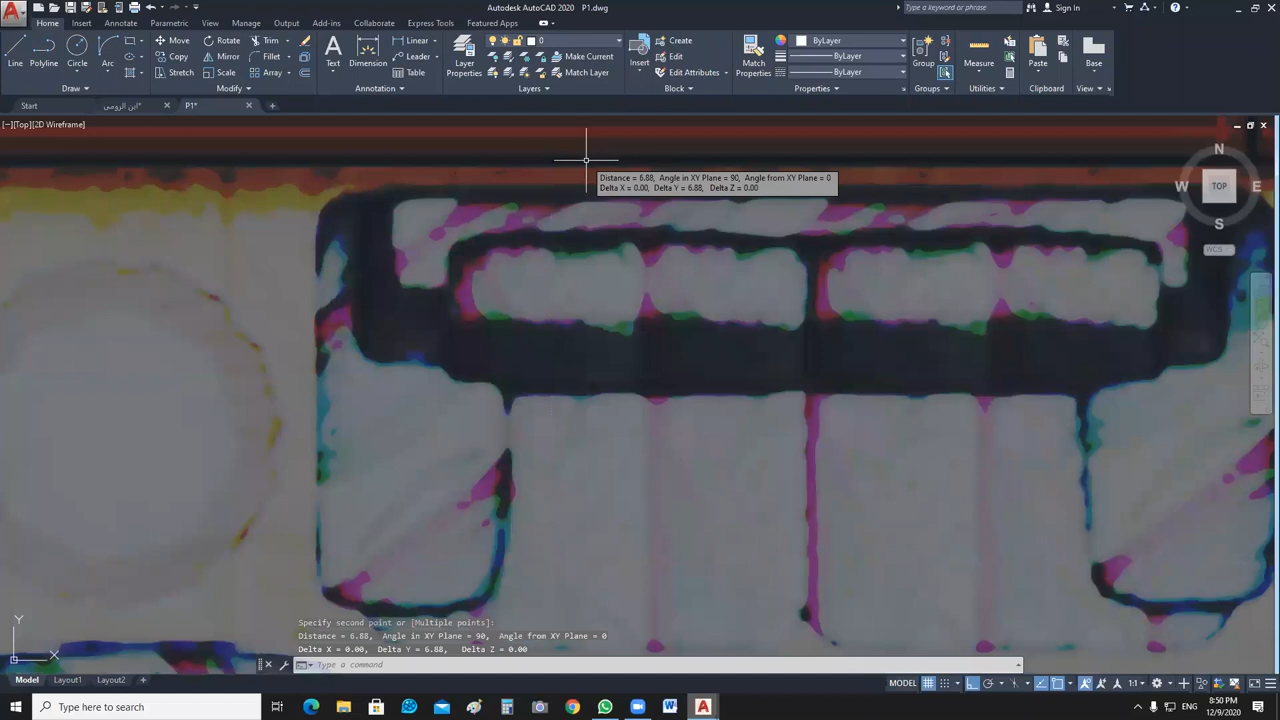 Autodesk AutoCAD 2020 P1.dwg
Type a keyword or phrase
Sign In
Home Insert Annotate Parametric View Manage Output Add-ins Collaborate Express Tools Featured Apps
Line Polyline Circle Arc
Move Rotate Trim
Copy Mirror Fillet
Stretch Scale Array
Text Dimension
Linear
Leader
Table
Layer Properties
0
Make Current
Match Layer
Insert
Create
Edit
Edit Attributes
Match Properties
ByLayer
ByLayer
ByLayer
Group
Measure
Paste
Base
Draw Modify Annotation Layers Block Properties Groups Utilities Clipboard View
Start ابن الرومي* P1*
[−][Top][2D Wireframe]
N
W TOP E
S
WCS
Distance = 6.88, Angle in XY Plane = 90, Angle from XY Plane = 0
Delta X = 0.00, Delta Y = 6.88, Delta Z = 0.00
Y
X
Specify second point or [Multiple points]:
Distance = 6.88, Angle in XY Plane = 90, Angle from XY Plane = 0
Delta X = 0.00, Delta Y = 6.88, Delta Z = 0.00
Type a command
Model Layout1 Layout2
MODEL
1:1
Type here to search
ENG
8:50 PM
12/9/2020